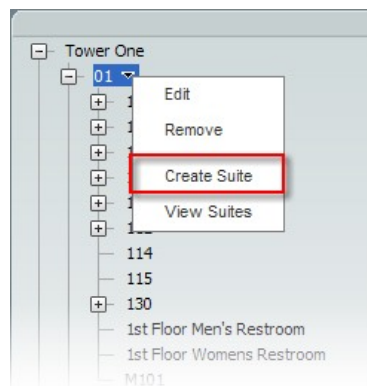 Tower One
01
Edit
Remove
Create Suite
View Suites
114
115
130
1st Floor Men's Restroom
1st Floor Womens Restroom
M101